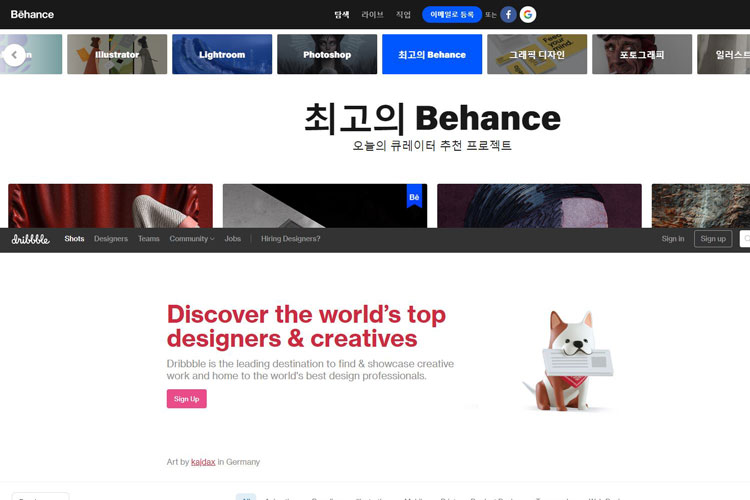 Bēhance 탐색 라이브 직업 이메일로 등록 또는 f G
Illustrator Lightroom Photoshop 최고의 Behance 그래픽 디자인 포토그래피 일러스트
최고의 Behance
오늘의 큐레이터 추천 프로젝트
Bē
dribbble Shots Designers Teams Community Jobs Hiring Designers? Sign in Sign up
Discover the world's top
designers & creatives
Dribbble is the leading destination to find & showcase creative
work and home to the world's best design professionals.
Sign Up
Art by kajdax in Germany